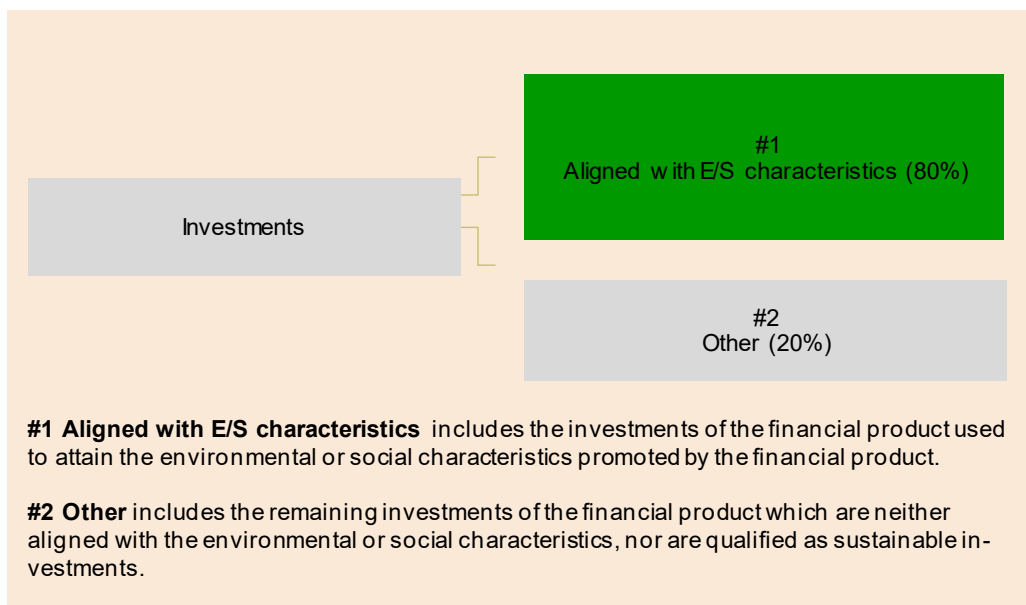 #1
Aligned with E/S characteristics (80%)
Investments
#2
Other (20%)
#1 Aligned with E/S characteristics includes the investments of the financial product used
to attain the environmental or social characteristics promoted by the financial product.
#2 Other includes the remaining investments of the financial product which are neither
aligned with the environmental or social characteristics, nor are qualified as sustainable in-
vestments.